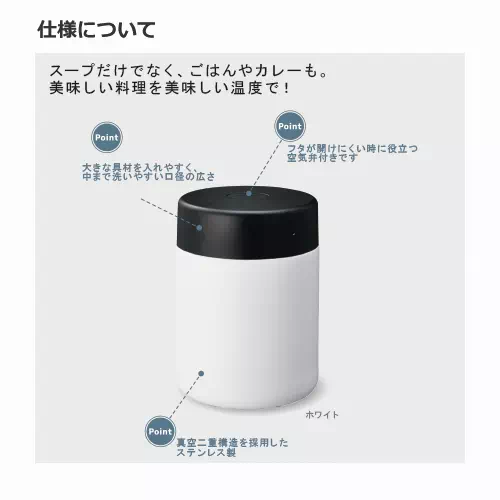 仕様について
スープだけでなく、ごはんやカレーも。
美味しい料理を美味しい温度で!
Point
フタが開けにくい時に役立つ
空気弁付きです
Point
大きな具材を入れやすく、
中まで洗いやすい口径の広さ
ホワイト
Point
真空二重構造を採用した
ステンレス製